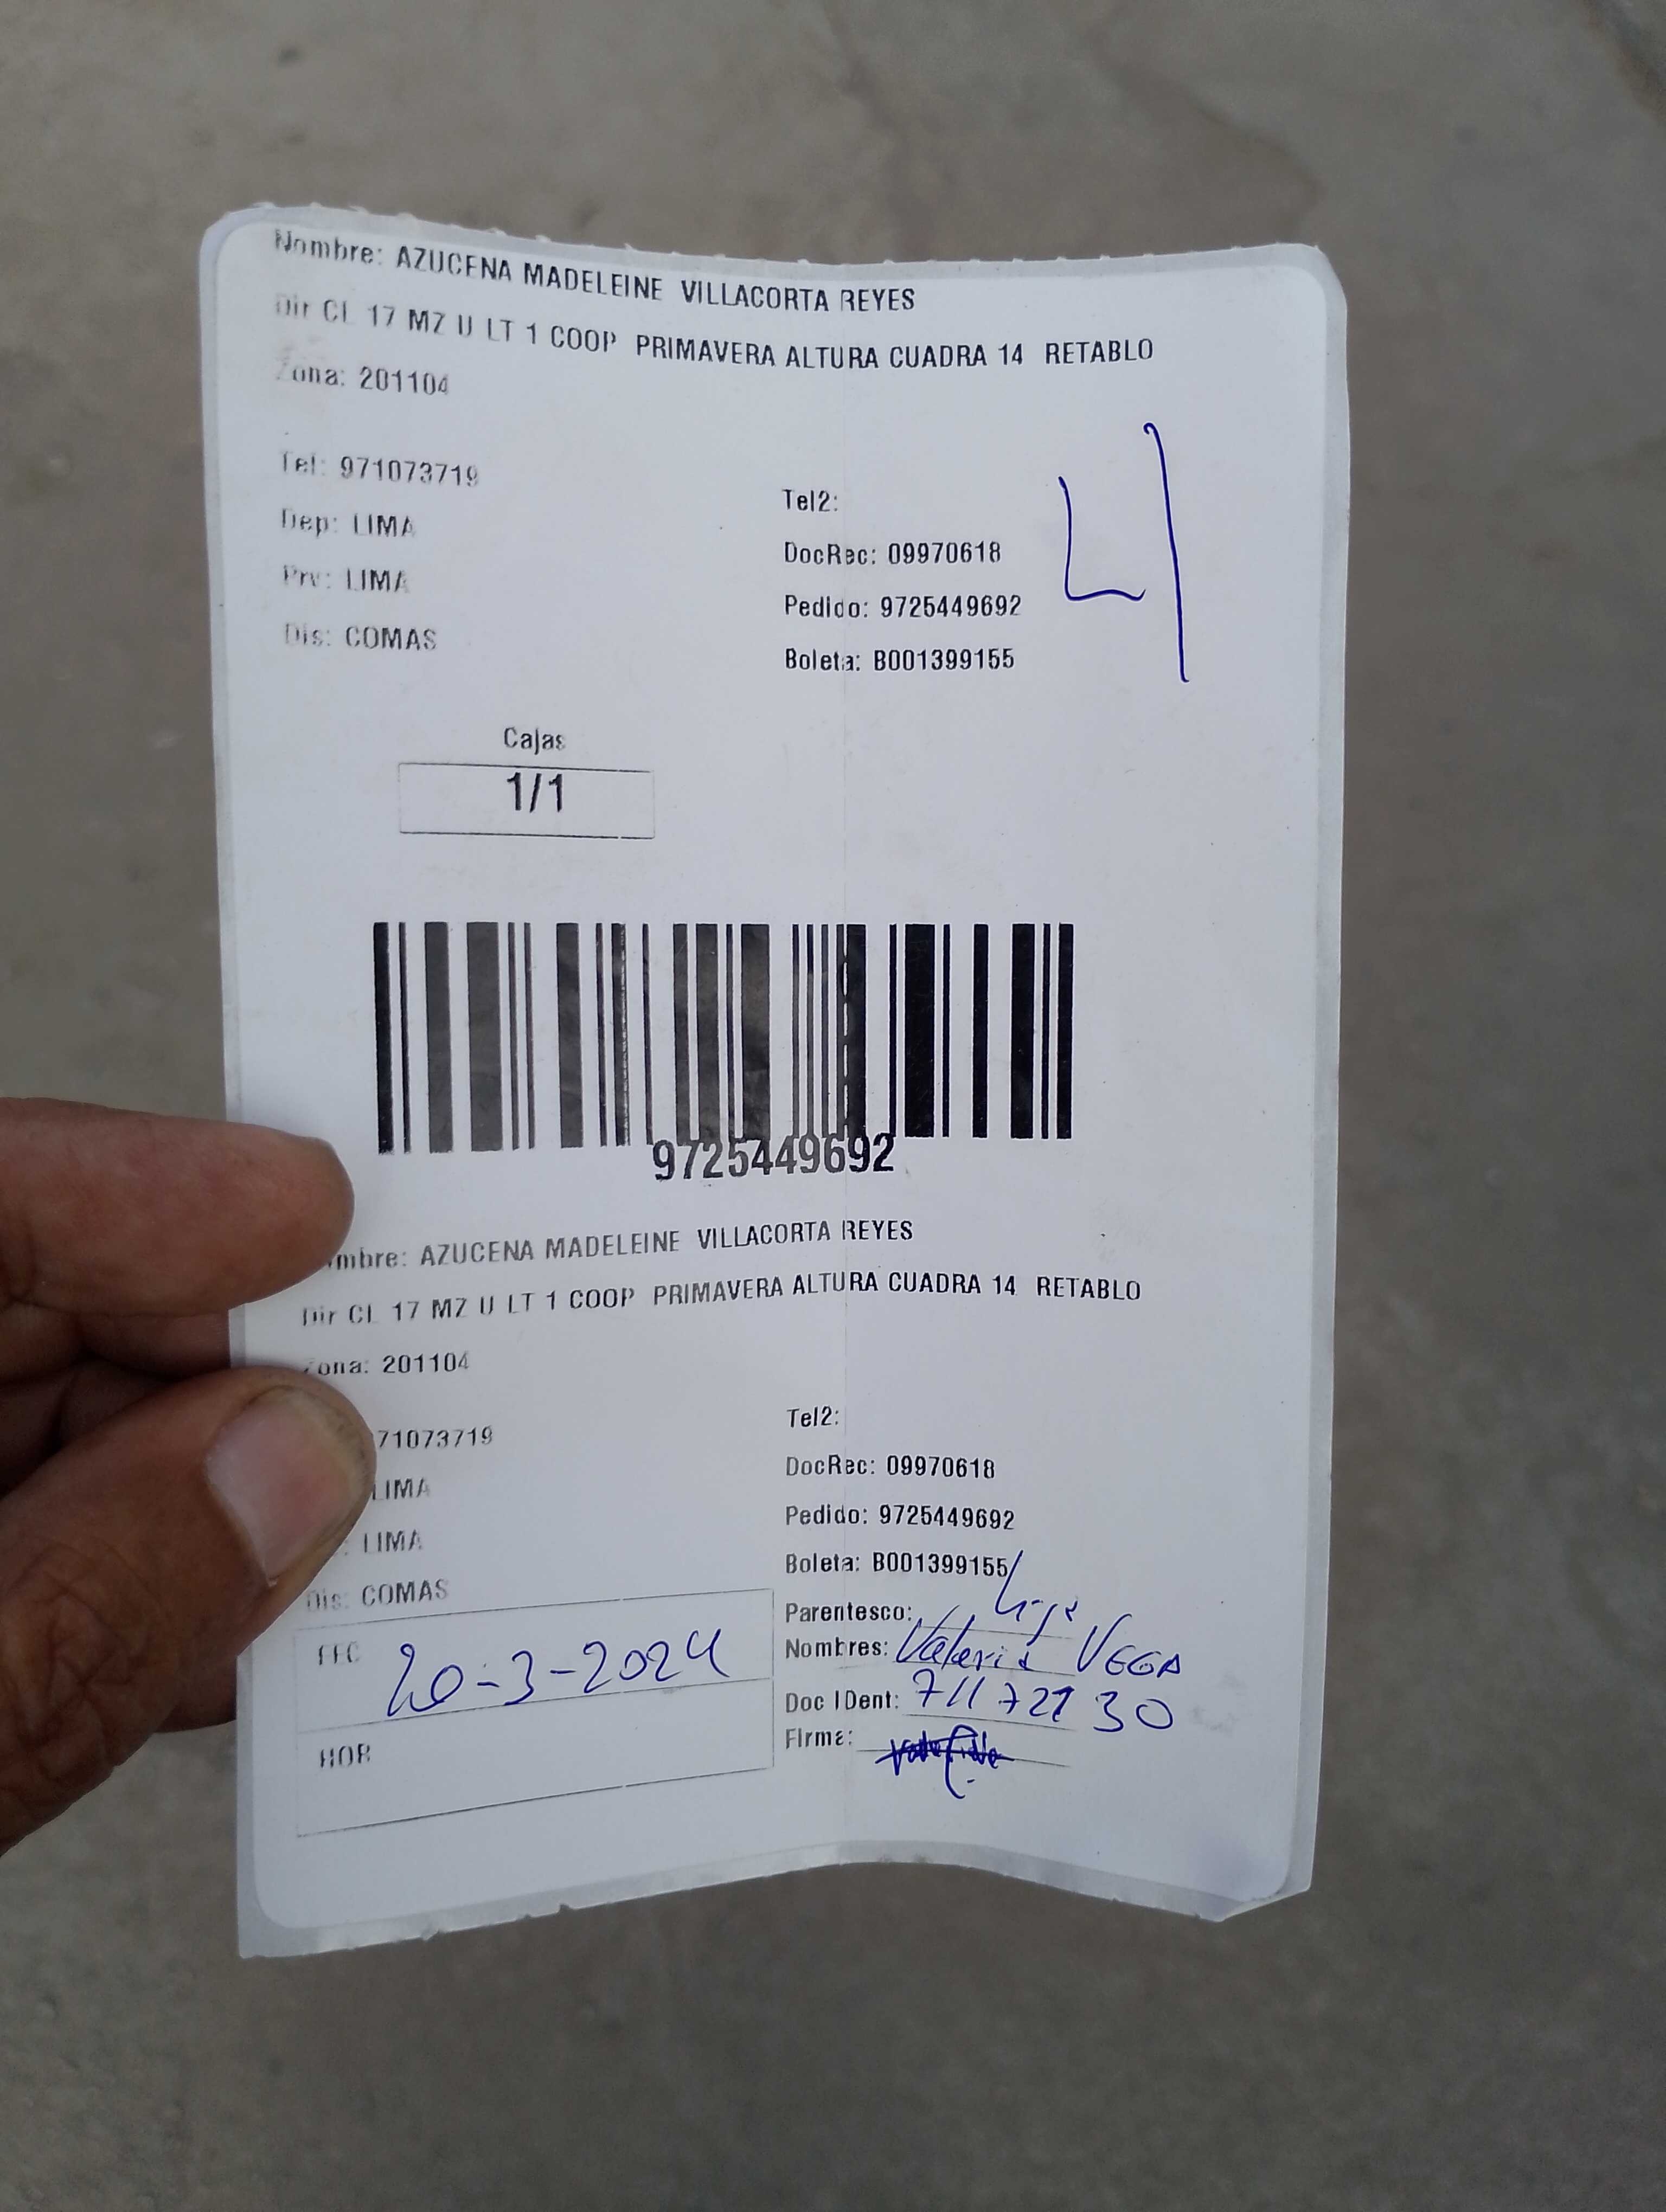 Nombre: AZUCENA MADELEINE VILLACORTA REYES
Dir CL 17 MZ U LT 1 COOP PRIMAVERA ALTURA CUADRA 14 RETABLO
Zona: 201104
Tel: 971073719
Tel2:
Dep: LIMA
DocRec: 09970618
Prv: LIMA
Pedido: 9725449692
Dis: COMAS
Boleta: B001399155
4
Cajas
1/1
9725449692
mbre: AZUCENA MADELEINE VILLACORTA REYES
Dir CL 17 MZ U LT 1 COOP PRIMAVERA ALTURA CUADRA 14 RETABLO
Zona: 201104
Tel2:
71073719
DocRec: 09970618
LIMA
Pedido: 9725449692
: LIMA
Boleta: B001399155
Dis: COMAS
Parentesco: hija
FEC 20-3-2024
Nombres: Valeria VEGA
Doc IDent:
HOR
Firma: